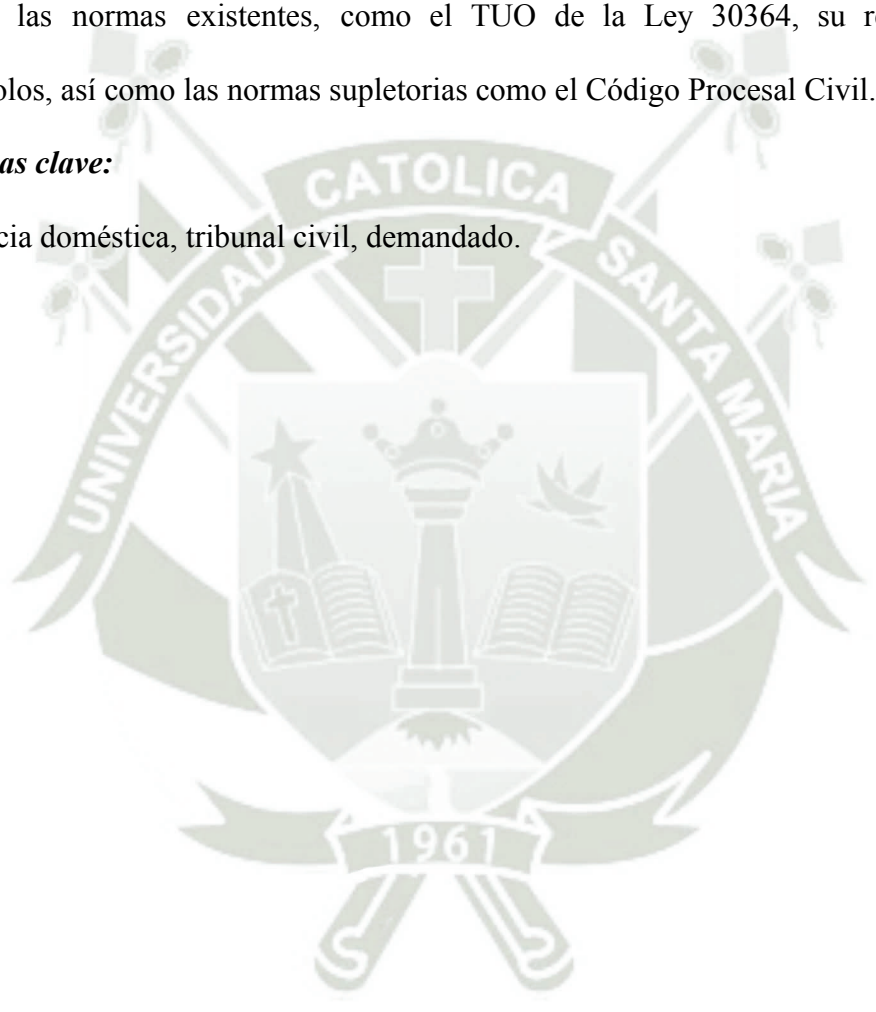 las normas existentes, como el TUO de la Ley 30364, su
olos, así como las normas supletorias como el Código Procesal Civil.
as clave:
cia doméstica, tribunal civil, demandado.
UNIVERSIDAD CATOLICA SANTA MARIA
1961